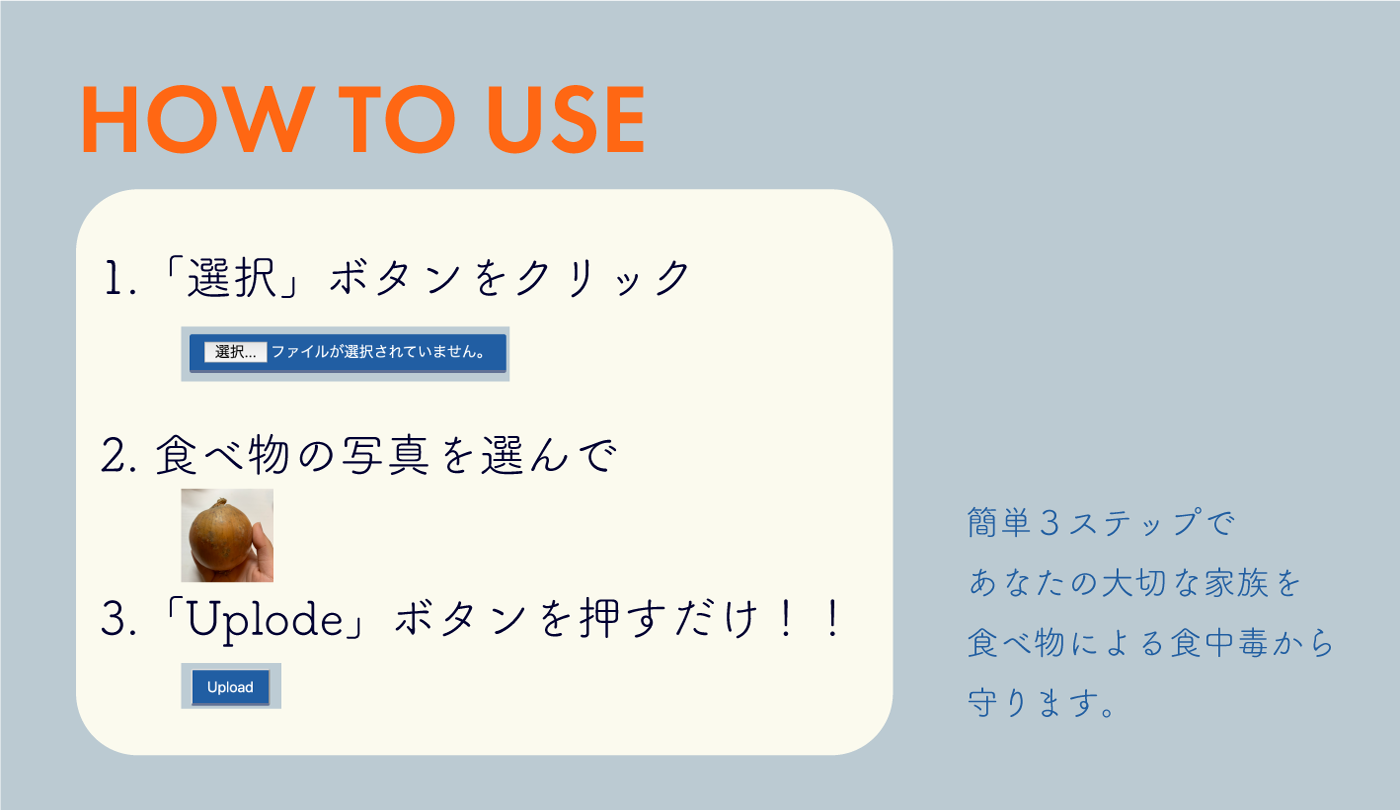 HOW TO USE
1.「選択」ボタンをクリック
選択... ファイルが選択されていません。
2. 食べ物の写真を選んで
3.「Uplode」ボタンを押すだけ！！
Upload
簡単３ステップで
あなたの大切な家族を
食べ物による食中毒から
守ります。